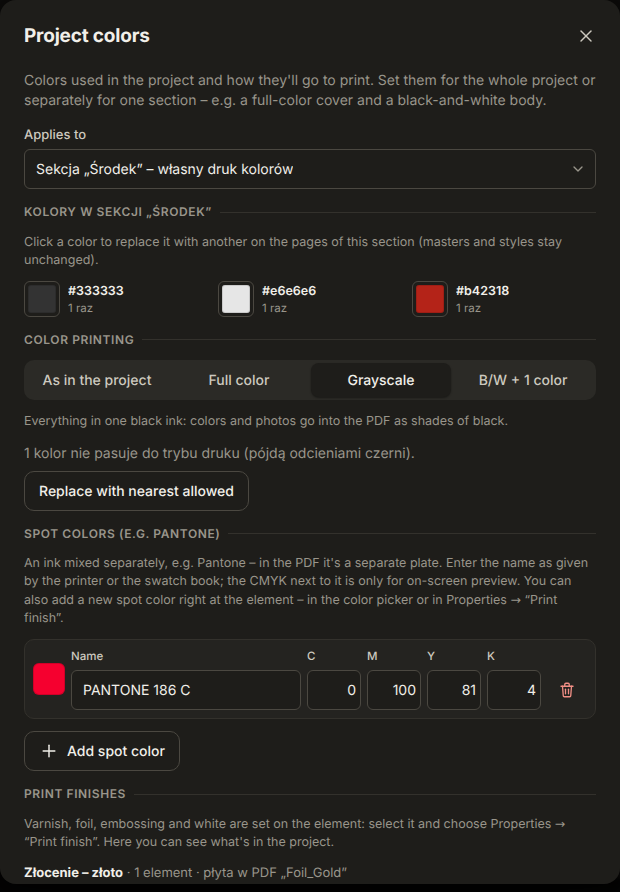 Project colors
Colors used in the project and how they'll go to print. Set them for the whole project or
separately for one section – e.g. a full-color cover and a black-and-white body.
Applies to
Sekcja „Środek” – własny druk kolorów
KOLORY W SEKCJI „ŚRODEK”
Click a color to replace it with another on the pages of this section (masters and styles stay
unchanged).
#333333 #e6e6e6 #b42318
1 raz 1 raz 1 raz
COLOR PRINTING
As in the project Full color Grayscale B/W + 1 color
Everything in one black ink: colors and photos go into the PDF as shades of black.
1 kolor nie pasuje do trybu druku (pójdą odcieniami czerni).
Replace with nearest allowed
SPOT COLORS (E.G. PANTONE)
An ink mixed separately, e.g. Pantone – in the PDF it's a separate plate. Enter the name as given
by the printer or the swatch book; the CMYK next to it is only for on-screen preview. You can
also add a new spot color right at the element – in the color picker or in Properties → “Print
finish”.
Name C M Y K
PANTONE 186 C 0 100 81 4
Add spot color
PRINT FINISHES
Varnish, foil, embossing and white are set on the element: select it and choose Properties →
“Print finish”. Here you can see what's in the project.
Złocenie – złoto · 1 element · płyta w PDF „Foil_Gold”